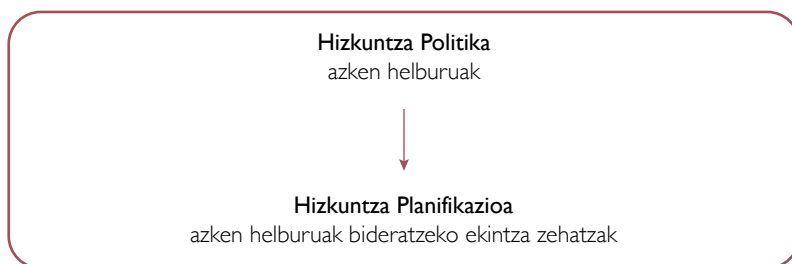 Hizkuntza Politika
azken helburuak
Hizkuntza Planifikazioa
azken helburuak bideratzeko ekintza zehatzak